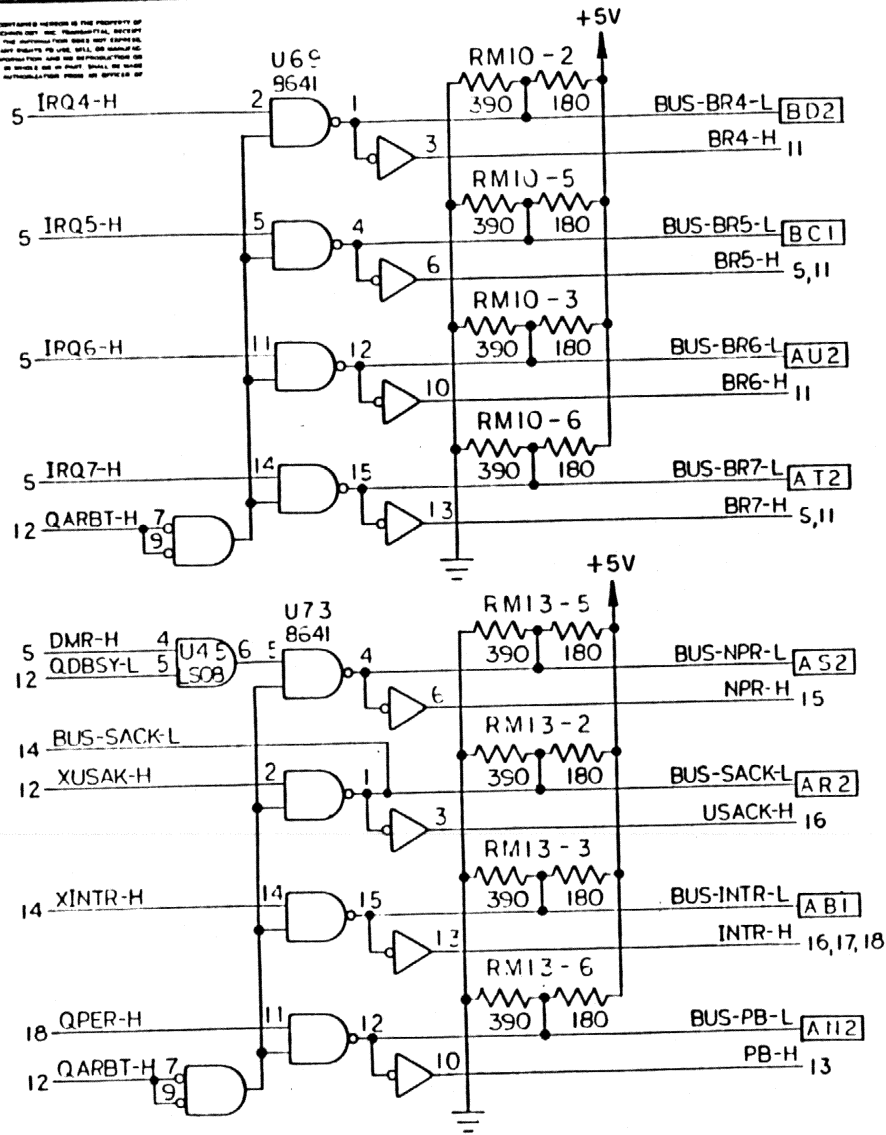 CONTAINED HEREON IS THE PROPERTY OF
+5V
U69
8641
RM10-2
390 180
5 IRQ4-H 2 1 BUS-BR4-L BD2
3 BR4-H 11
RM10-5
390 180
5 IRQ5-H 5 4 BUS-BR5-L BC1
6 BR5-H 5,11
RM10-3
390 180
5 IRQ6-H 11 12 BUS-BR6-L AU2
10 BR6-H 11
RM10-6
390 180
5 IRQ7-H 14 15 BUS-BR7-L AT2
12 QARBT-H 7 9
13 BR7-H 5,11
+5V
U73
8641
RM13-5
390 180
5 DMR-H 4 U45 6 5 4 BUS-NPR-L AS2
12 QDBSY-L 5 LS08
6 NPR-H 15
RM13-2
390 180
14 BUS-SACK-L
12 XUSAK-H 2 1 BUS-SACK-L AR2
3 USACK-H 16
RM13-3
390 180
14 XINTR-H 14 15 BUS-INTR-L AB1
13 INTR-H 16,17,18
RM13-6
390 180
18 QPER-H 11 12 BUS-PB-L
12 QARBT-H 7 9
10 PB-H 13